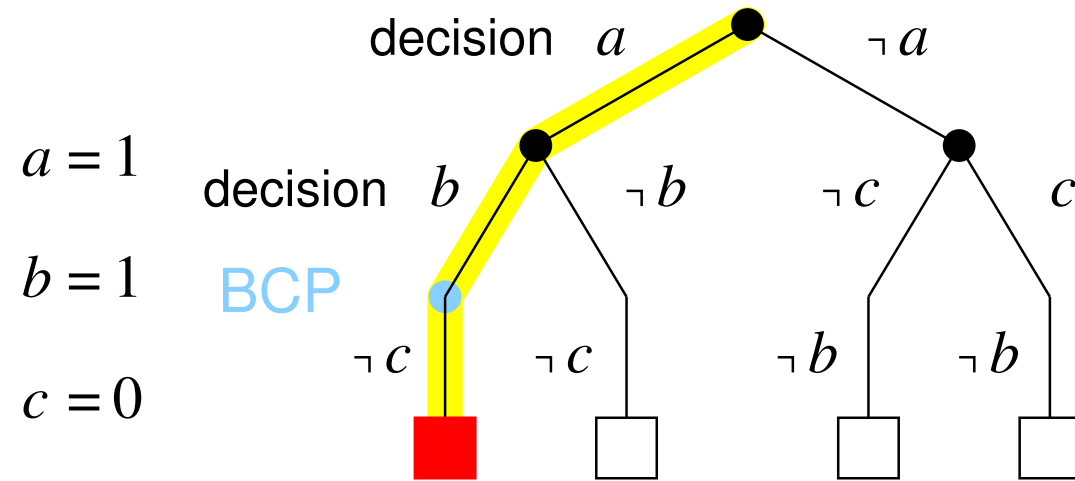 decision a ¬ a
a = 1
decision b ¬ b ¬ c c
b = 1 BCP
¬ c ¬ c ¬ b ¬ b
c = 0